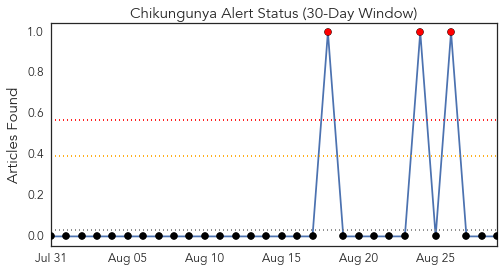 Chikungunya Alert Status (30-Day Window)
Articles Found
1.0
0.8
0.6
0.4
0.2
0.0
Jul 31 Aug 05 Aug 10 Aug 15 Aug 20 Aug 25